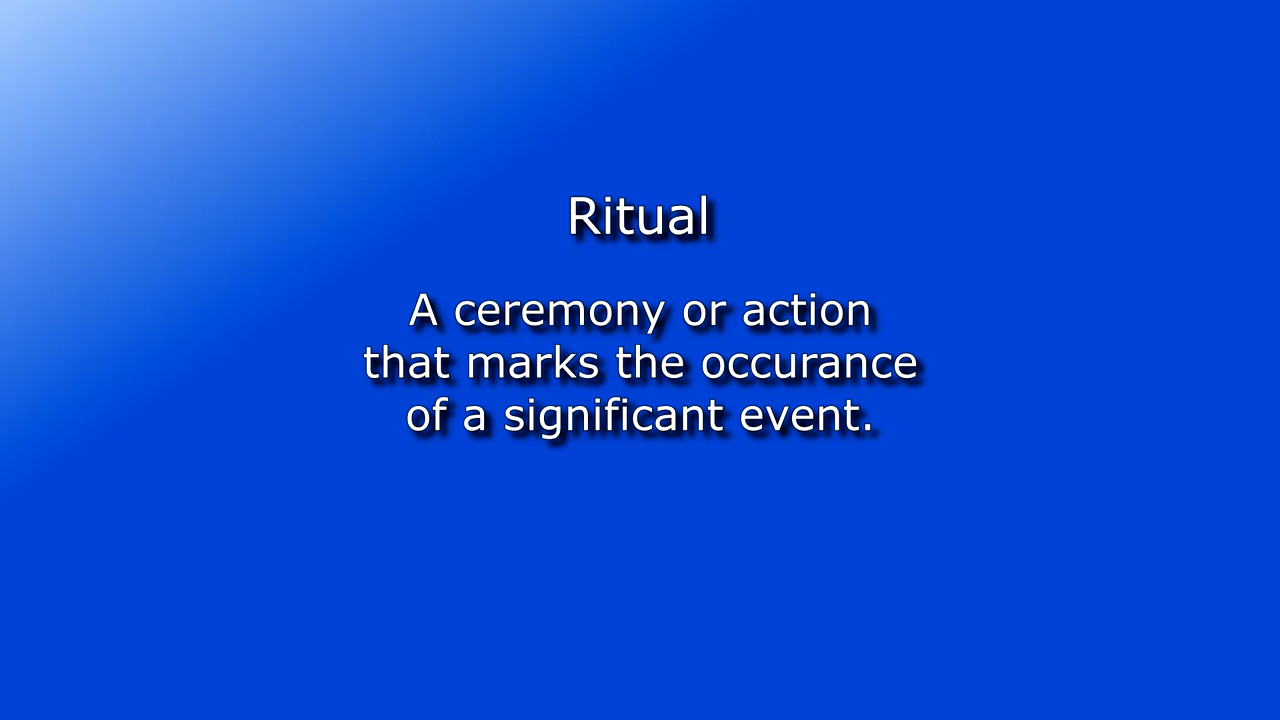 Ritual
A ceremony or action
that marks the occurance
of a significant event.